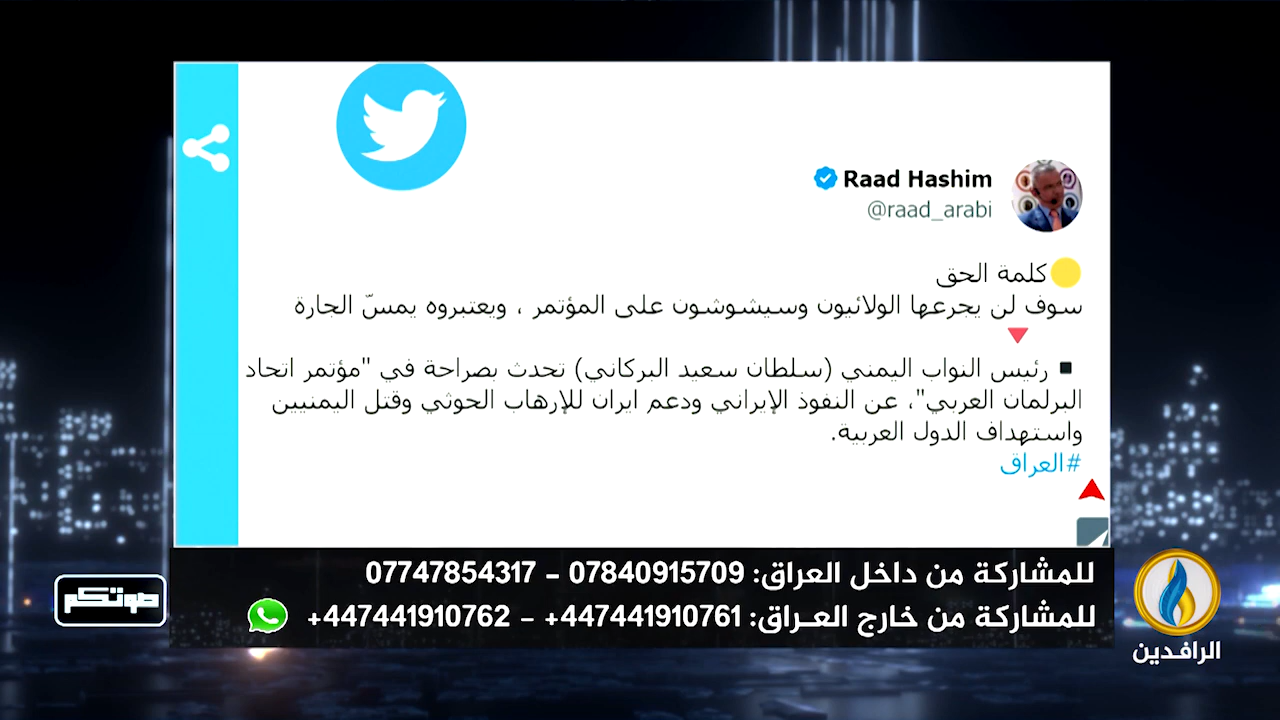 Raad Hashim
@raad_arabi
كلمة الحق
سوف لن يجرعها الولائيون وسيشوشون على المؤتمر ، ويعتبروه يمسّ الجارة
رئيس النواب اليمني (سلطان سعيد البركاني) تحدث بصراحة في "مؤتمر اتحاد
البرلمان العربي"، عن النفوذ الإيراني ودعم ايران للإرهاب الحوثي وقتل اليمنيين
واستهداف الدول العربية.
#العراق
للمشاركة من داخل العراق: 07840915709 - 07747854317
للمشاركة من خارج العراق: 447441910761+ - 447441910762+
صوتكم
الرافدين